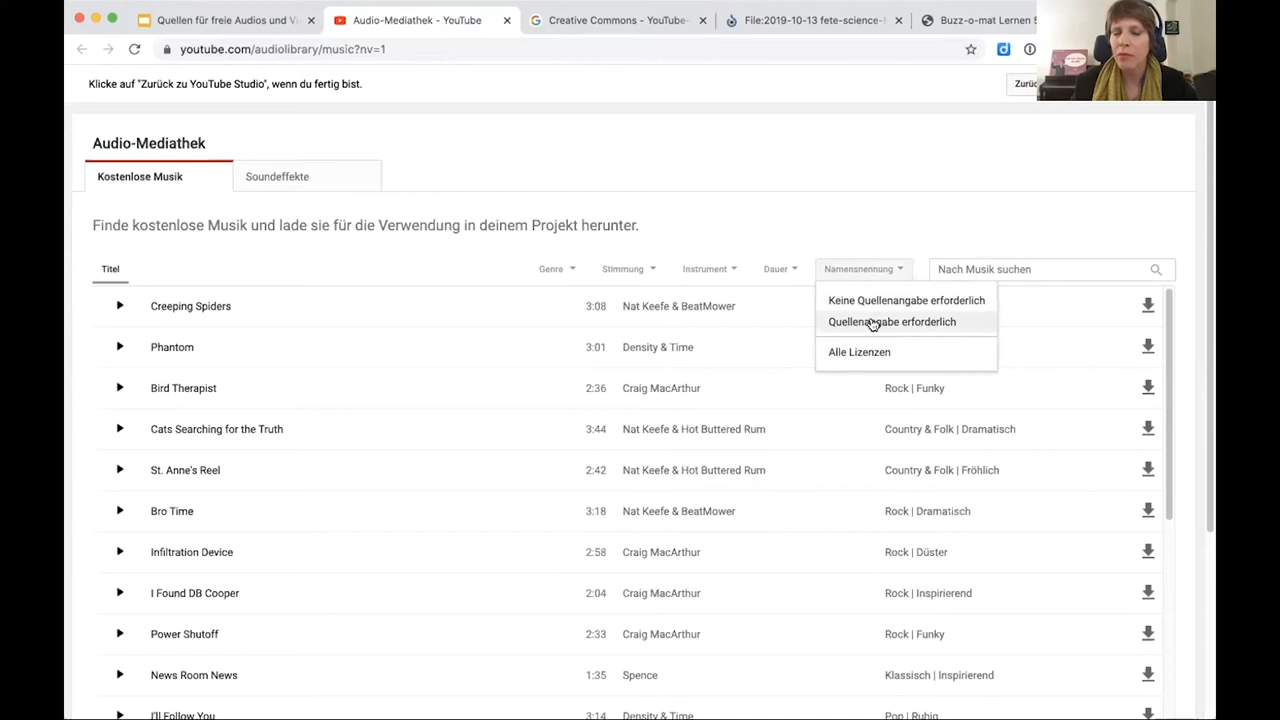 Quellen für freie Audios und Vi
Audio-Mediathek - YouTube
Creative Commons - YouTube-
File:2019-10-13 fete-science-
Buzz-o-mat Lernen
youtube.com/audiolibrary/music?nv=1
Klicke auf "Zurück zu YouTube Studio", wenn du fertig bist.
Zurüc
Audio-Mediathek
Kostenlose Musik
Soundeffekte
Finde kostenlose Musik und lade sie für die Verwendung in deinem Projekt herunter.
Titel Genre Stimmung Instrument Dauer Namensnennung Nach Musik suchen
Keine Quellenangabe erforderlich
Quellenangabe erforderlich
Alle Lizenzen
Creeping Spiders 3:08 Nat Keefe & BeatMower
Phantom 3:01 Density & Time
Bird Therapist 2:36 Craig MacArthur Rock | Funky
Cats Searching for the Truth 3:44 Nat Keefe & Hot Buttered Rum Country & Folk | Dramatisch
St. Anne's Reel 2:42 Nat Keefe & Hot Buttered Rum Country & Folk | Fröhlich
Bro Time 3:18 Nat Keefe & BeatMower Rock | Dramatisch
Infiltration Device 2:58 Craig MacArthur Rock | Düster
I Found DB Cooper 2:04 Craig MacArthur Rock | Inspirierend
Power Shutoff 2:33 Craig MacArthur Rock | Funky
News Room News 1:35 Spence Klassisch | Inspirierend
I'll Follow You 3:14 Density & Time Pop | Ruhig